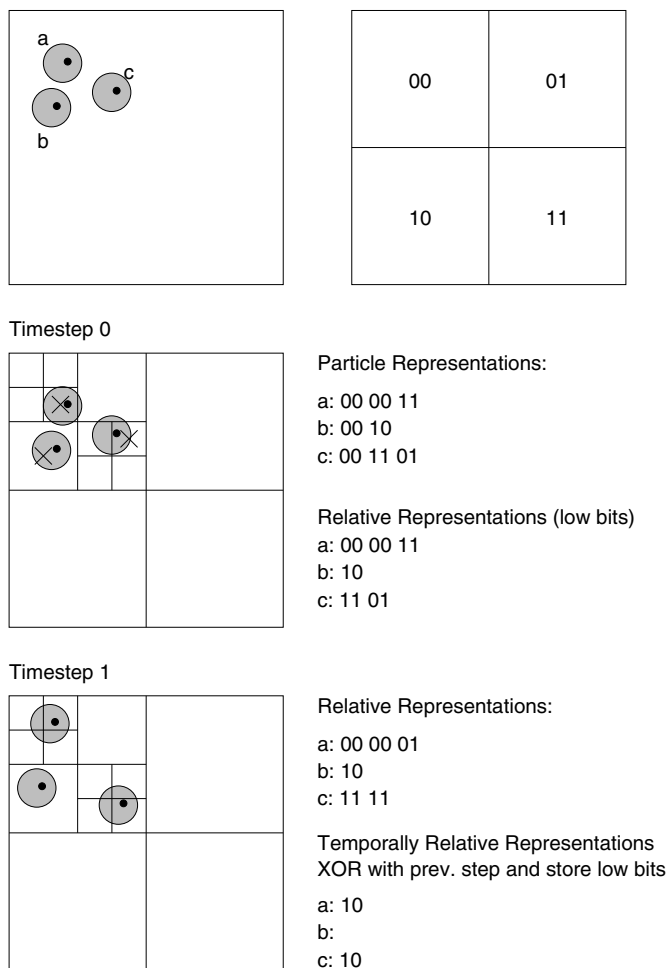 a
c
b
00 01
10 11
Timestep 0
Particle Representations:
a: 00 00 11
b: 00 10
c: 00 11 01
Relative Representations (low bits)
a: 00 00 11
b: 10
c: 11 01
Timestep 1
Relative Representations:
a: 00 00 01
b: 10
c: 11 11
Temporally Relative Representations
XOR with prev. step and store low bits
a: 10
b:
c: 10